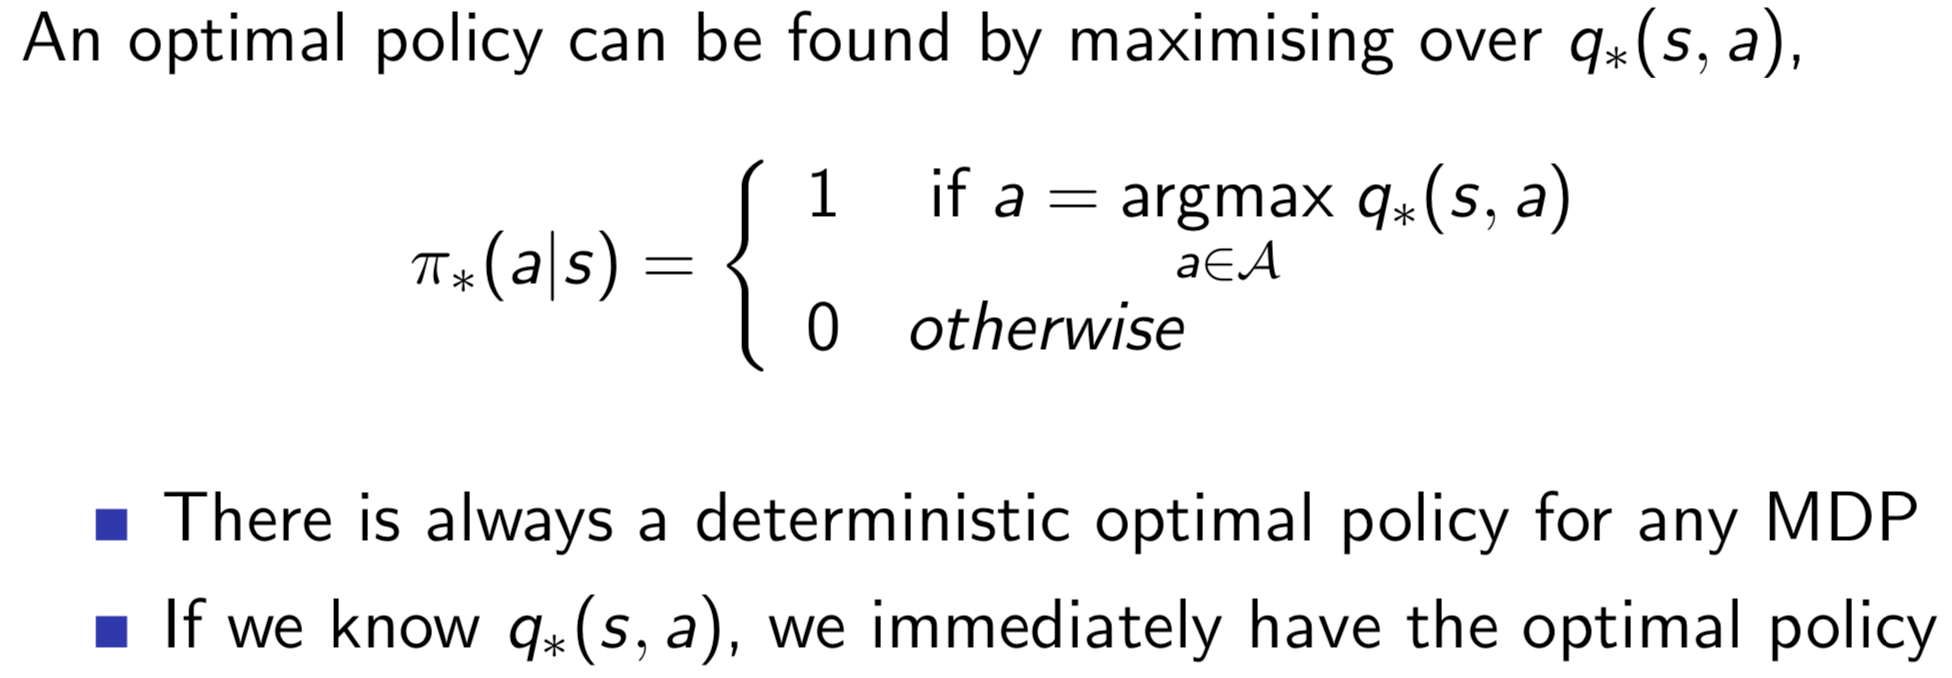 An optimal policy can be found by maximising over q∗(s, a),
π∗(a|s) = { 1 if a = argmax q∗(s, a)
a∈𝒜
0 otherwise
There is always a deterministic optimal policy for any MDP
If we know q∗(s, a), we immediately have the optimal policy